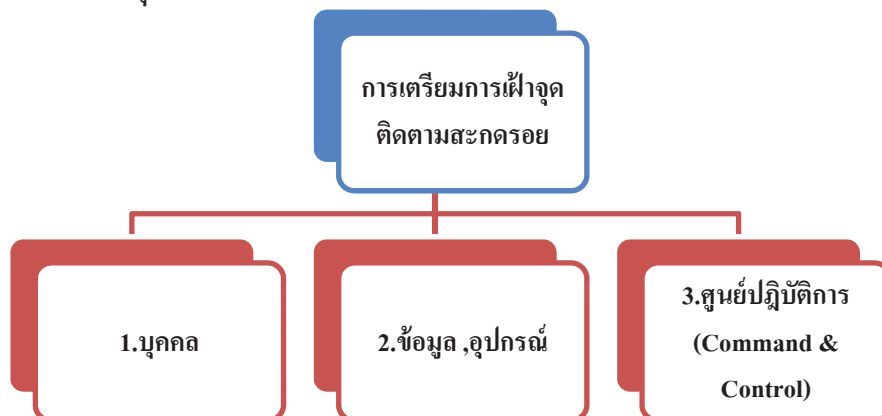 การเตรียมการเฝ้าจุด
ติดตามสะกดรอย
1.บุคคล
2.ข้อมูล ,อุปกรณ์
3.ศูนย์ปฎิบัติการ
(Command &
Control)